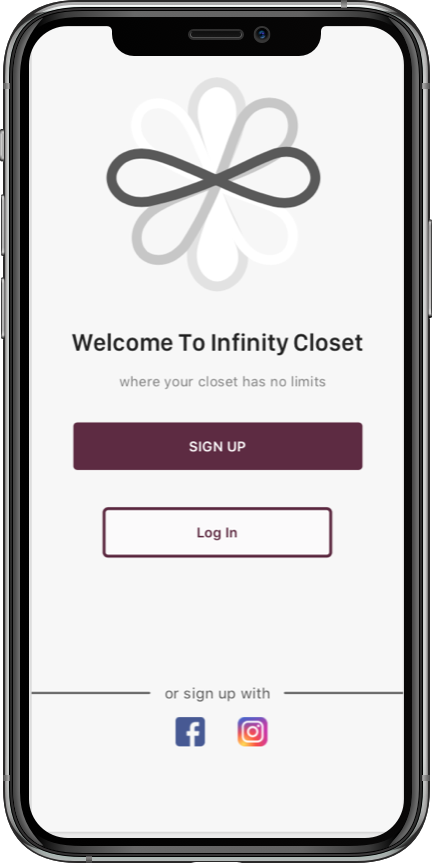 Welcome To Infinity Closet
where your closet has no limits
SIGN UP
Log In
or sign up with